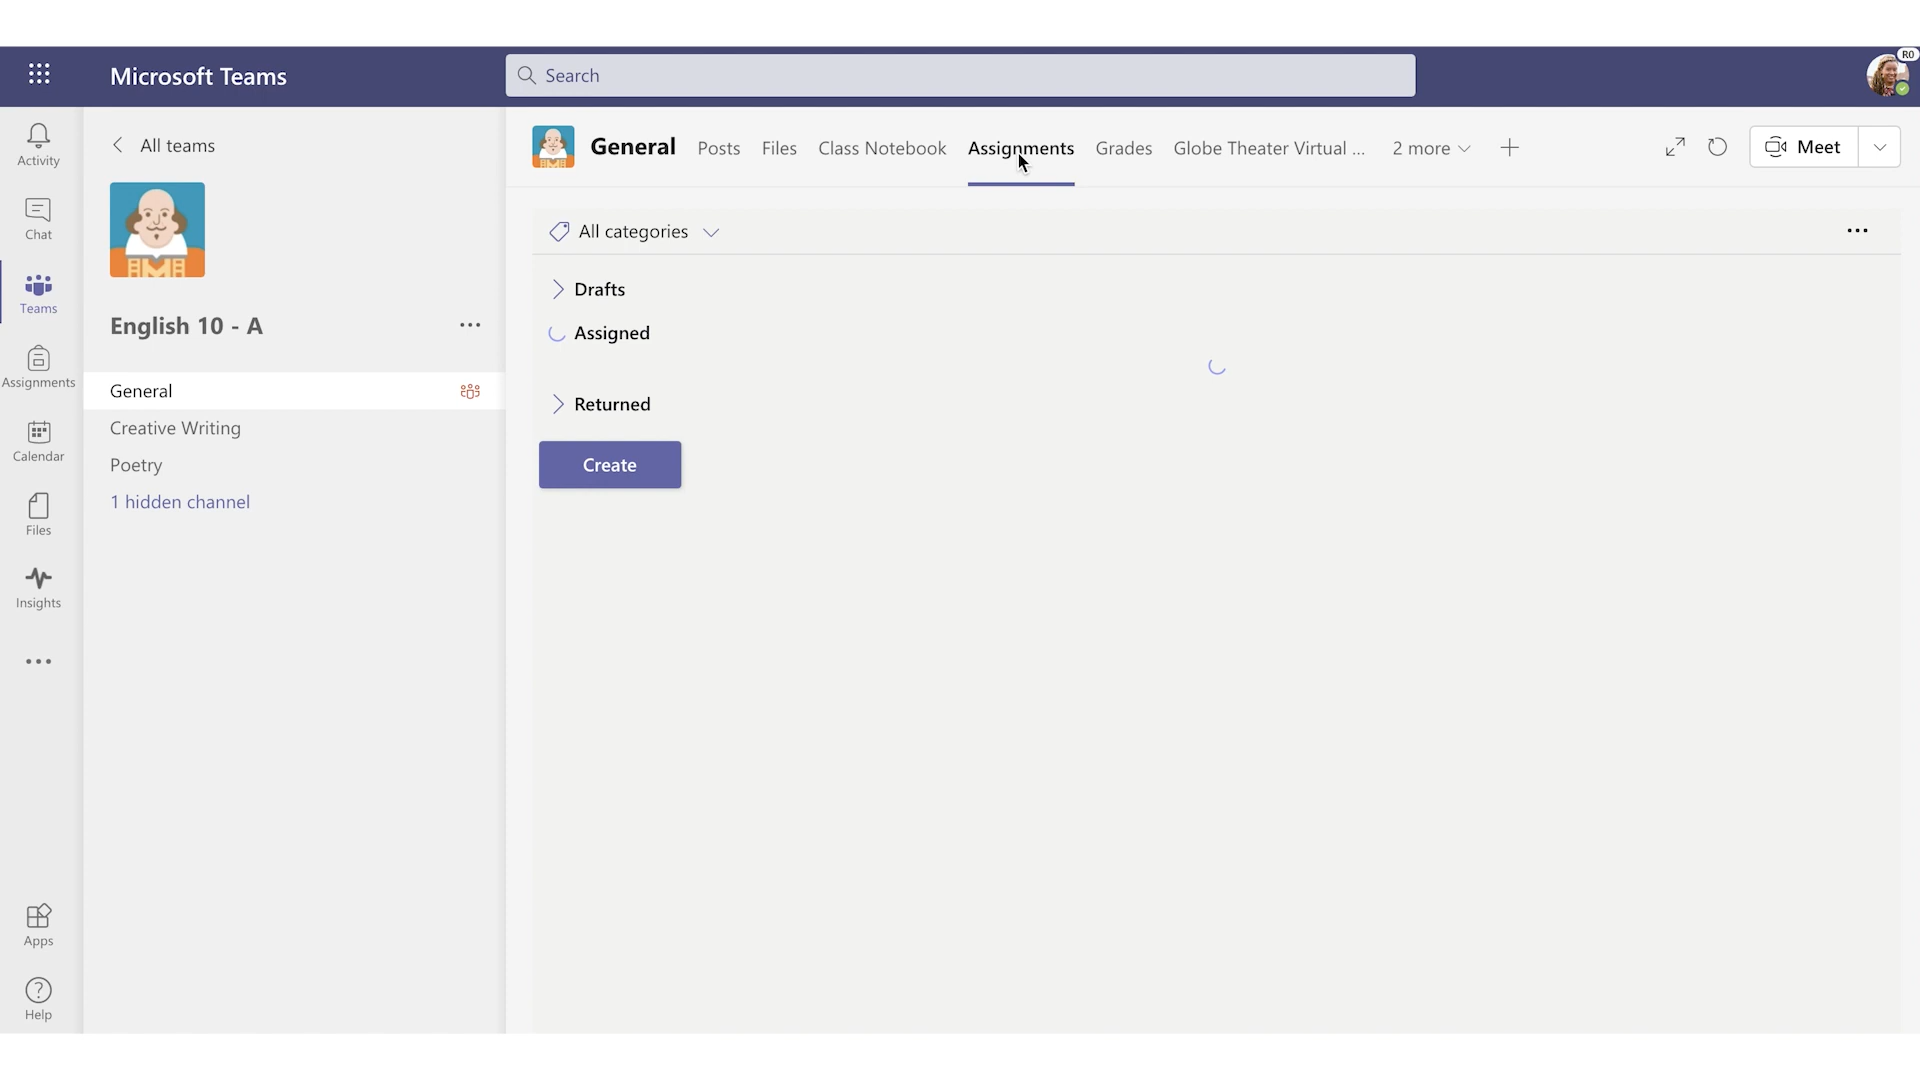 Microsoft Teams
Search
RO
Activity
Chat
Teams
Assignments
Calendar
Files
Insights
Apps
Help
All teams
English 10 - A
General
Creative Writing
Poetry
1 hidden channel
General Posts Files Class Notebook Assignments Grades Globe Theater Virtual ... 2 more
Meet
All categories
Drafts
Assigned
Returned
Create